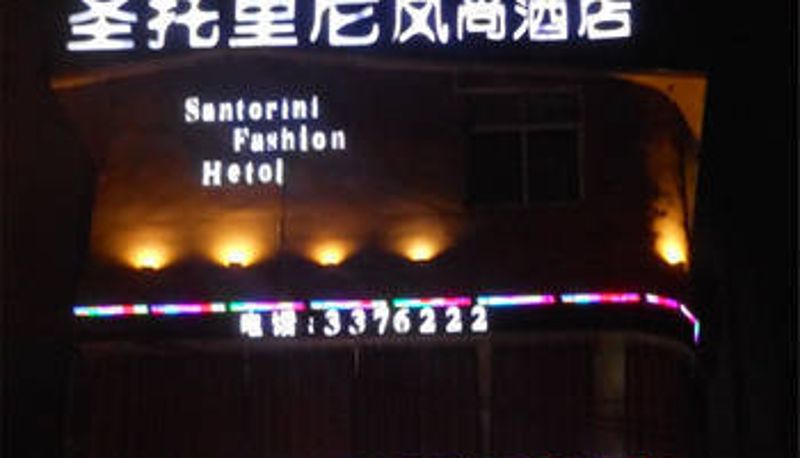 圣托里尼风尚酒店
Santorini
Fashion
Hetol
电话:3376222